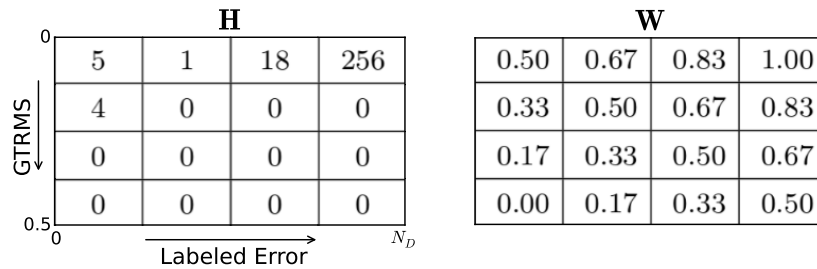 H
W
0
5 1 18 256
4 0 0 0
0 0 0 0
0 0 0 0
0.5
GTRMS
0
N_D
Labeled Error
0.50 0.67 0.83 1.00
0.33 0.50 0.67 0.83
0.17 0.33 0.50 0.67
0.00 0.17 0.33 0.50